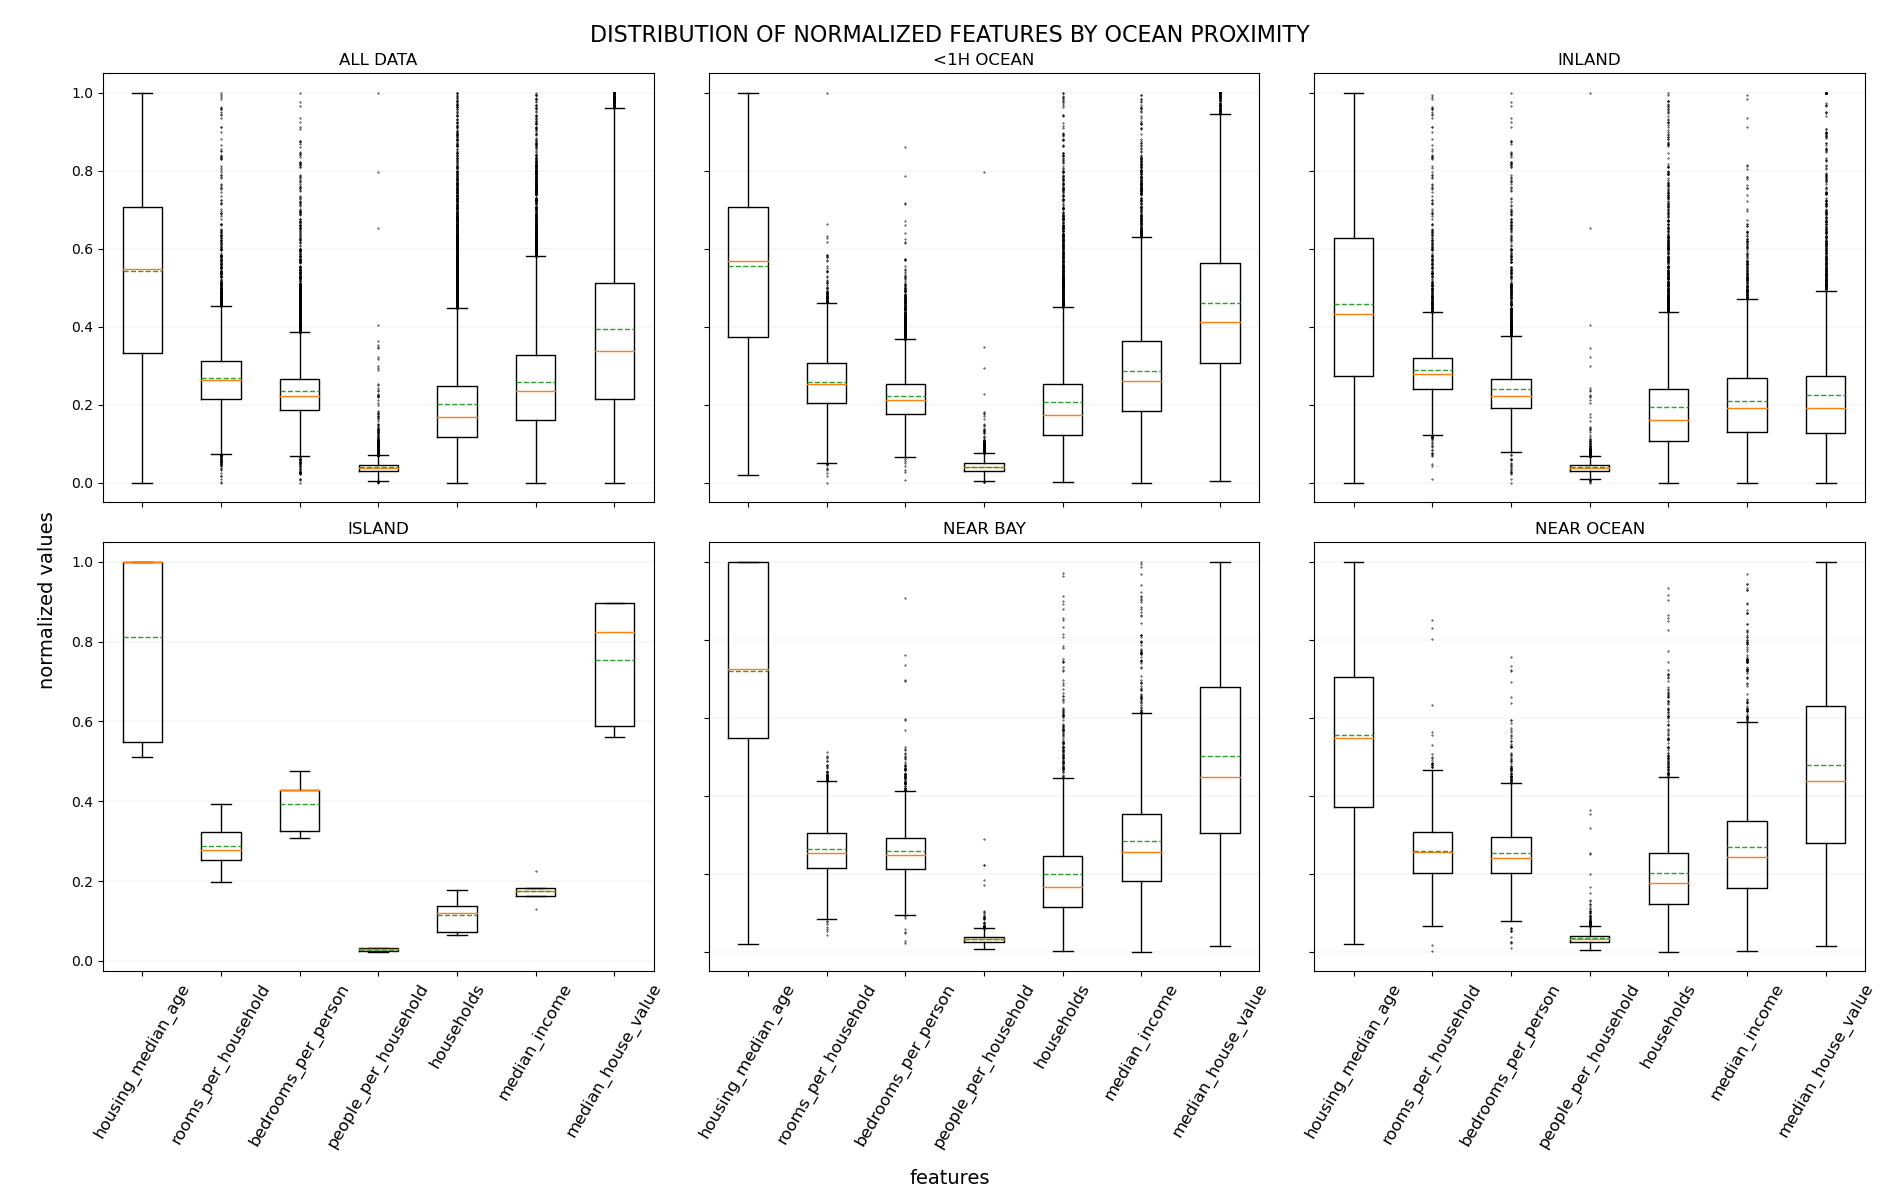 DISTRIBUTION OF NORMALIZED FEATURES BY OCEAN PROXIMITY
ALL DATA
<1H OCEAN
INLAND
1.0
0.8
0.6
0.4
0.2
0.0
normalized values
ISLAND
NEAR BAY
NEAR OCEAN
1.0
0.8
0.6
0.4
0.2
0.0
housing_median_age
rooms_per_household
bedrooms_per_person
people_per_household
households
median_income
median_house_value
housing_median_age
rooms_per_household
bedrooms_per_person
people_per_household
households
median_income
median_house_value
housing_median_age
rooms_per_household
bedrooms_per_person
people_per_household
households
median_income
median_house_value
features